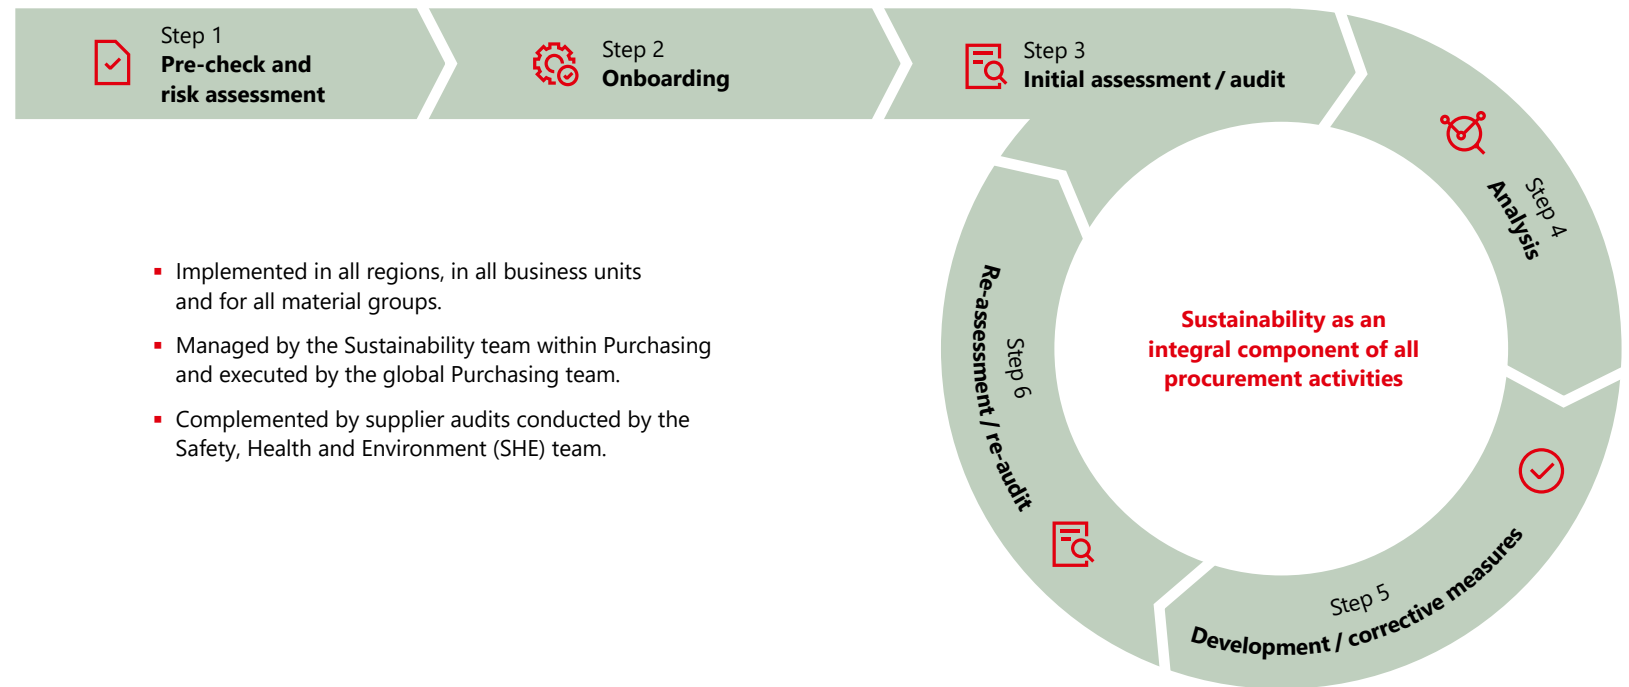 Step 1
Pre-check and
risk assessment
Step 2
Onboarding
Step 3
Initial assessment / audit
Step 4
Analysis
Step 5
Development / corrective measures
Step 6
Re-assessment / re-audit
Sustainability as an
integral component of all
procurement activities
▪ Implemented in all regions, in all business units
and for all material groups.
▪ Managed by the Sustainability team within Purchasing
and executed by the global Purchasing team.
▪ Complemented by supplier audits conducted by the
Safety, Health and Environment (SHE) team.